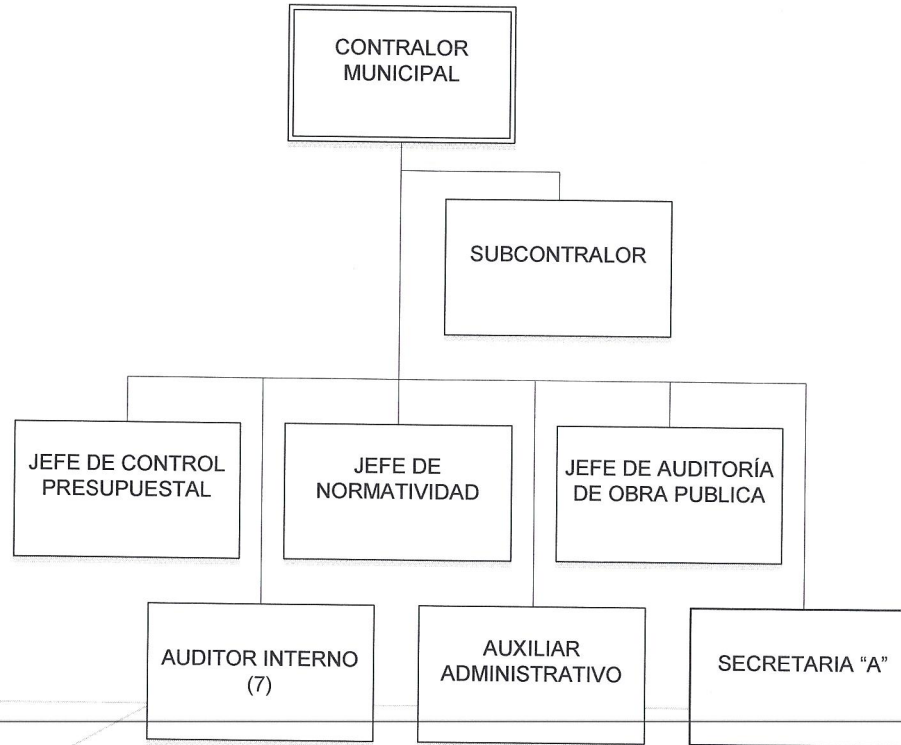 CONTRALOR
MUNICIPAL
SUBCONTRALOR
JEFE DE CONTROL
PRESUPUESTAL
JEFE DE
NORMATIVIDAD
JEFE DE AUDITORÍA
DE OBRA PUBLICA
AUDITOR INTERNO
(7)
AUXILIAR
ADMINISTRATIVO
SECRETARIA “A”